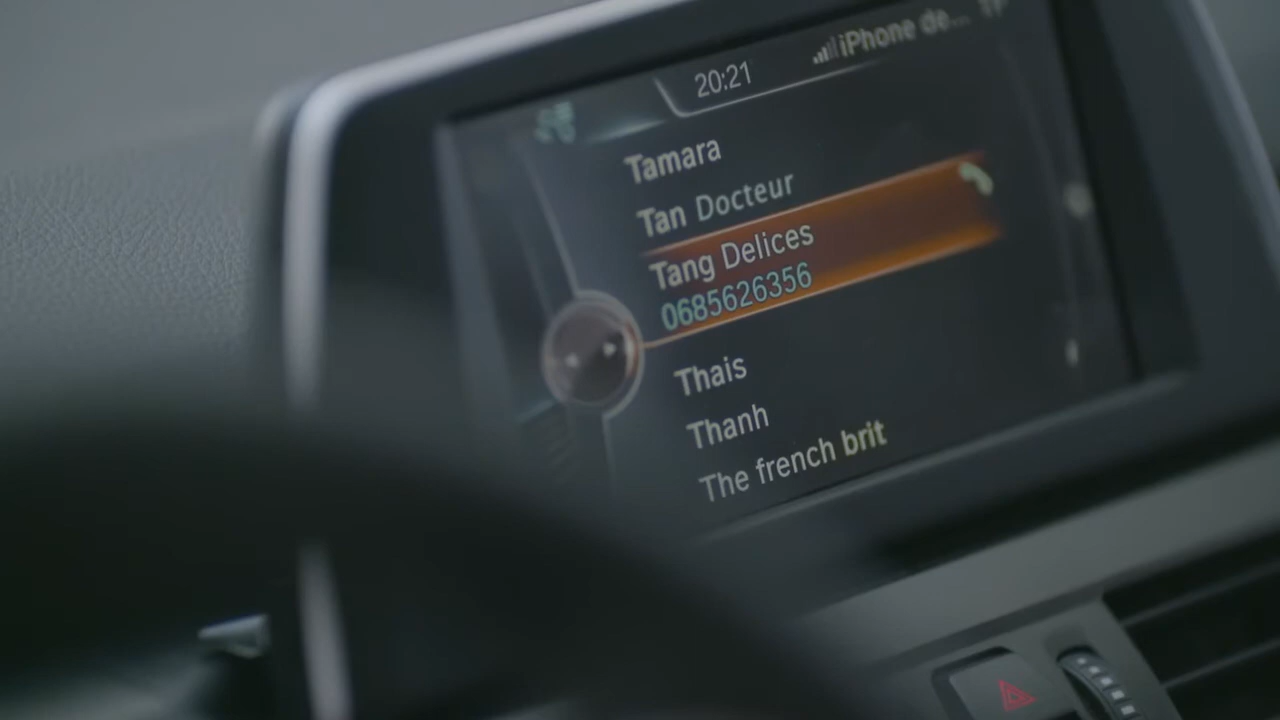 20:21
iPhone de...
Tamara
Tan Docteur
Tang Delices
0685626356
Thais
Thanh
The french brit